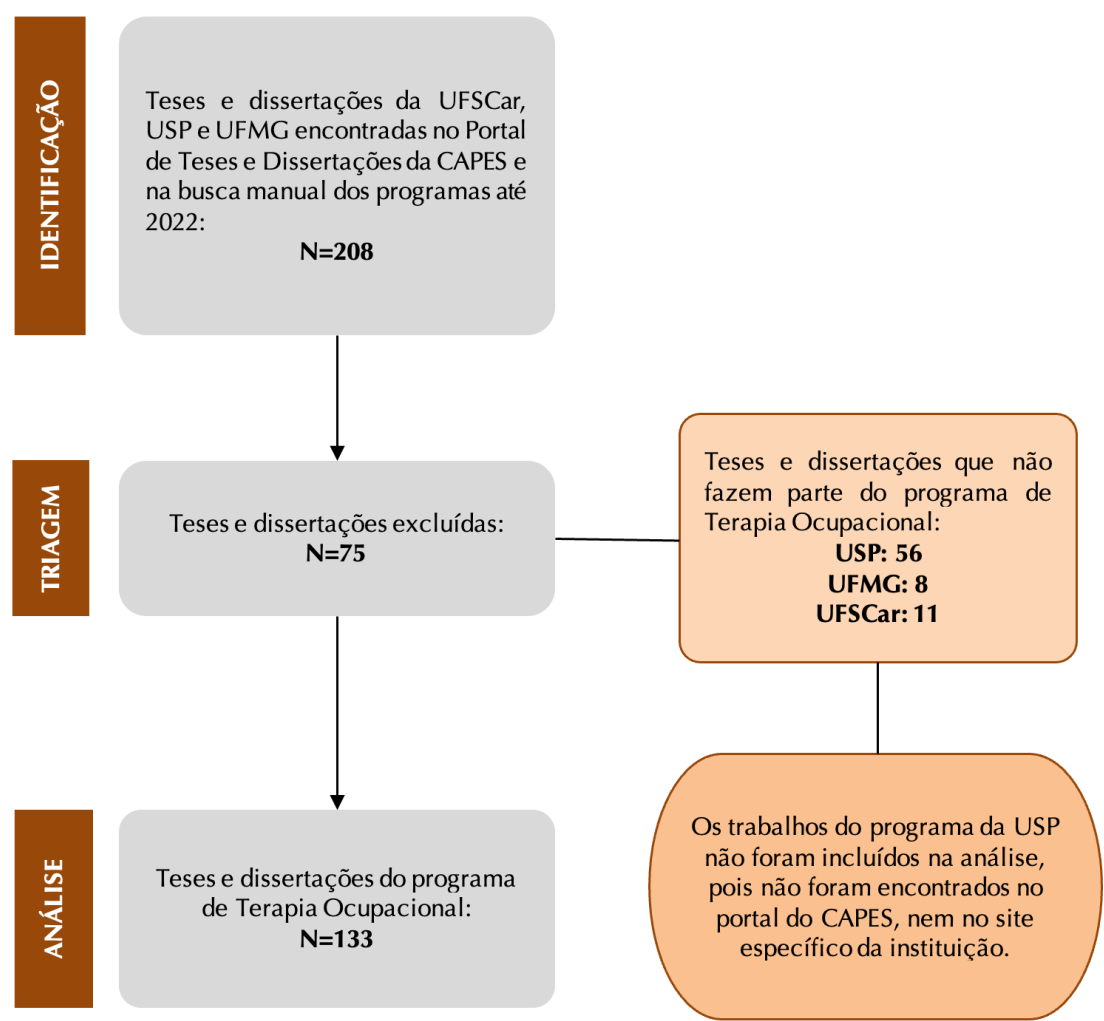 IDENTIFICAÇÃO
Teses e dissertações da UFSCar,
USP e UFMG encontradas no Portal
de Teses e Dissertações da CAPES e
na busca manual dos programas até
2022:
N=208
TRIAGEM
Teses e dissertações excluídas:
N=75
Teses e dissertações que não
fazem parte do programa de
Terapia Ocupacional:
USP: 56
UFMG: 8
UFSCar: 11
ANÁLISE
Teses e dissertações do programa
de Terapia Ocupacional:
N=133
Os trabalhos do programa da USP
não foram incluídos na análise,
pois não foram encontrados no
portal do CAPES, nem no site
específico da instituição.